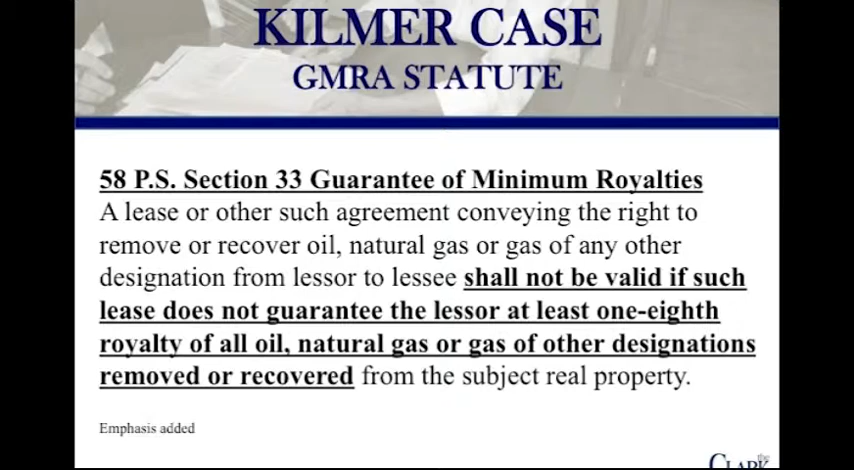 KILMER CASE
GMRA STATUTE
58 P.S. Section 33 Guarantee of Minimum Royalties
A lease or other such agreement conveying the right to
remove or recover oil, natural gas or gas of any other
designation from lessor to lessee shall not be valid if such
lease does not guarantee the lessor at least one-eighth
royalty of all oil, natural gas or gas of other designations
removed or recovered from the subject real property.
Emphasis added
the
CLARK